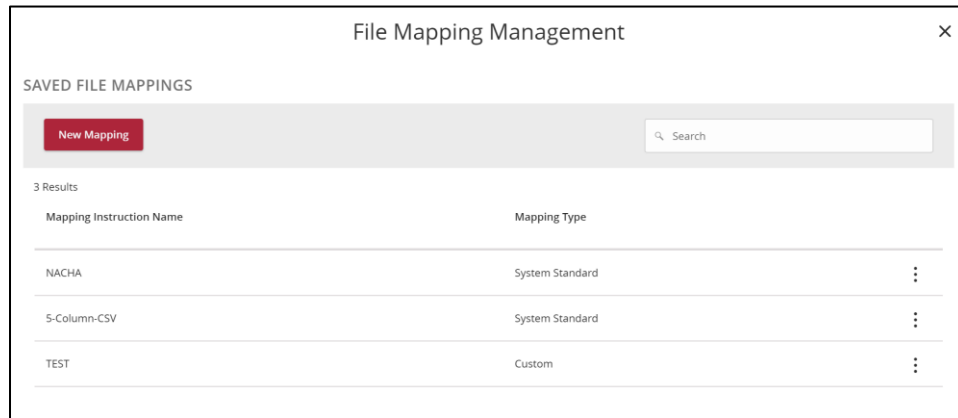 File Mapping Management
SAVED FILE MAPPINGS
New Mapping
Search
3 Results
Mapping Instruction Name Mapping Type
NACHA System Standard
5-Column-CSV System Standard
TEST Custom